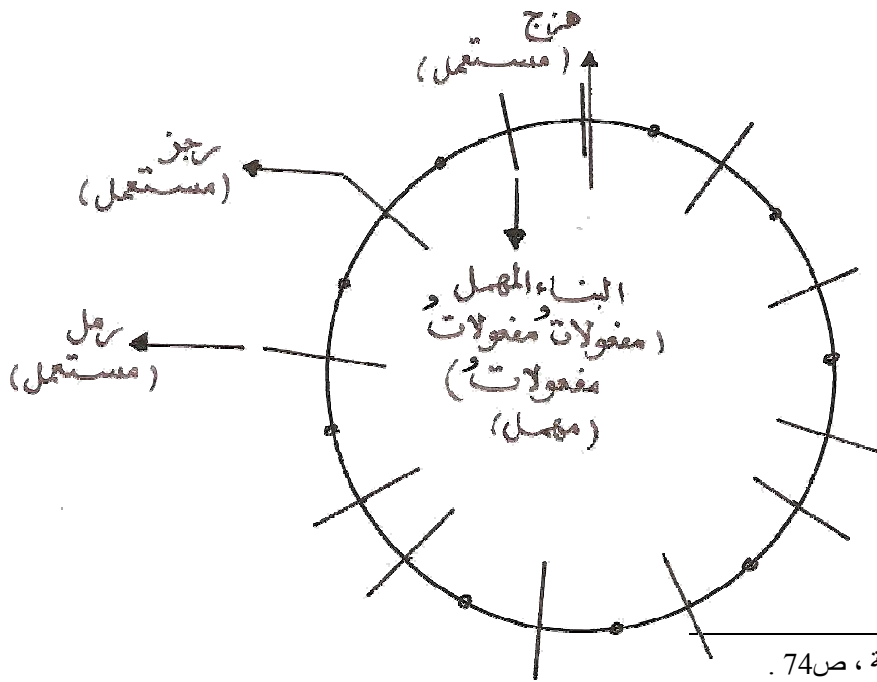 هزج
(مستعمل)
رجز
(مستعمل)
رمل
(مستعمل)
البناء المهمل
(مفعولاتُ مفعولاتُ
مفعولاتُ)
(مهمل)
ة ، ص74 .